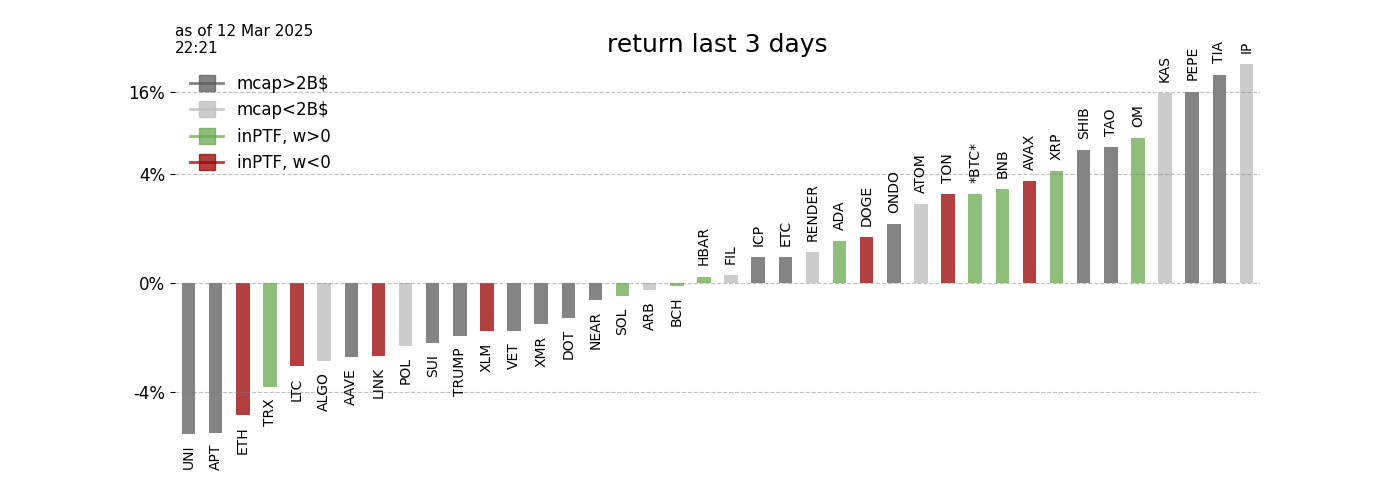 as of 12 Mar 2025
22:21
return last 3 days
mcap>2B$
mcap<2B$
inPTF, w>0
inPTF, w<0
16%
4%
0%
-4%
UNI
APT
ETH
TRX
LTC
ALGO
AAVE
LINK
POL
SUI
TRUMP
XLM
VET
XMR
DOT
NEAR
SOL
ARB
BCH
HBAR
FIL
ICP
ETC
RENDER
ADA
DOGE
ONDO
ATOM
TON
*BTC*
BNB
AVAX
XRP
SHIB
TAO
OM
KAS
PEPE
TIA
IP